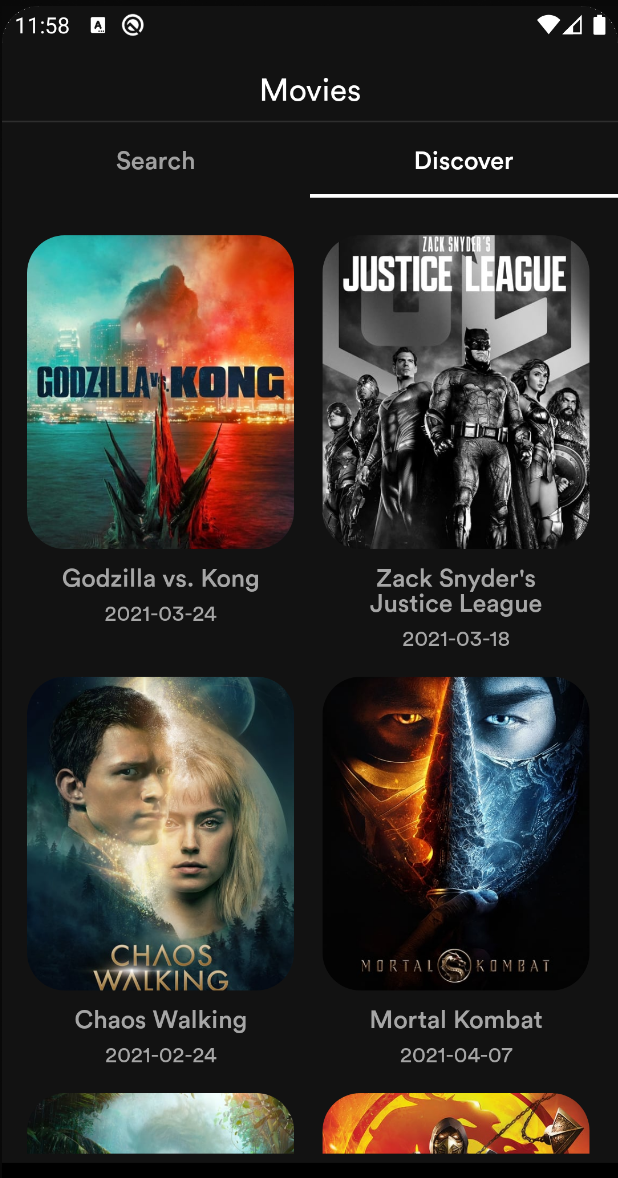 11:58
Movies
Search
Discover
GODZILLA vs. KONG
ZACK SNYDER'S
JUSTICE LEAGUE
Godzilla vs. Kong
2021-03-24
Zack Snyder's
Justice League
2021-03-18
CHAOS
WALKING
MORTAL KOMBAT
Chaos Walking
2021-02-24
Mortal Kombat
2021-04-07